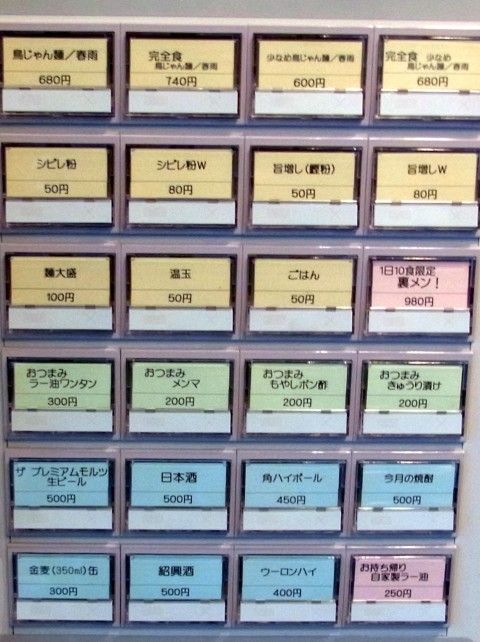 鳥じゃん麺／春雨
680円
完全食
鳥じゃん麺／春雨
740円
少なめ鳥じゃん麺／春雨
600円
完全食 少なめ
鳥じゃん麺／春雨
680円
シビレ粉
50円
シビレ粉W
80円
旨増し(鰹粉)
50円
旨増しW
80円
麺大盛
100円
温玉
50円
ごはん
50円
1日10食限定
裏メン！
980円
おつまみ
ラー油ワンタン
300円
おつまみ
メンマ
200円
おつまみ
もやしポン酢
200円
おつまみ
きゅうり漬け
200円
ザ プレミアムモルツ
生ビール
500円
日本酒
500円
角ハイボール
450円
今月の焼酎
500円
金麦(350ml)缶
300円
紹興酒
500円
ウーロンハイ
400円
お持ち帰り
自家製ラー油
250円